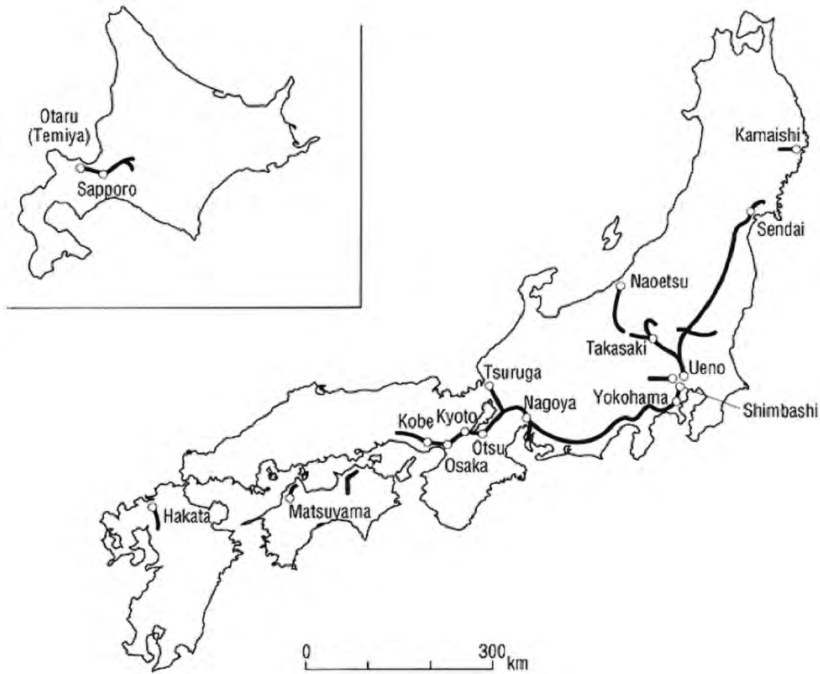 Otaru
(Temiya)
Sapporo
Kamaishi
Sendai
Naoetsu
Takasaki
Ueno
Tsuruga
Yokohama
Shimbashi
Nagoya
Kyoto
Kobe
Otsu
Osaka
Matsuyama
Hakata
0 300 km